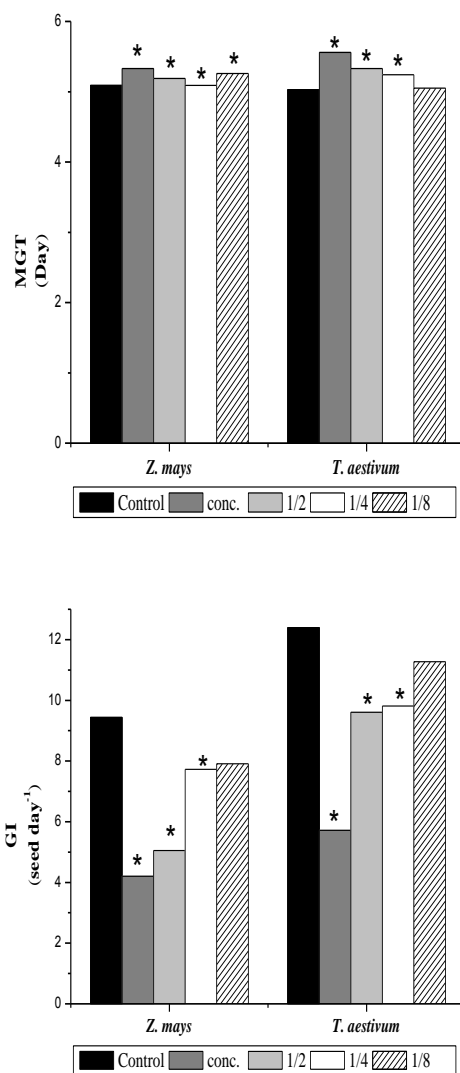 6
* * * * * * * *
4
MGT
(Day)
2
0
Z. mays T. aestivum
Control conc. 1/2 1/4 1/8
12
10
8
6
4
2
0
* * * * * *
GI
(seed day⁻¹)
Z. mays T. aestivum
Control conc. 1/2 1/4 1/8